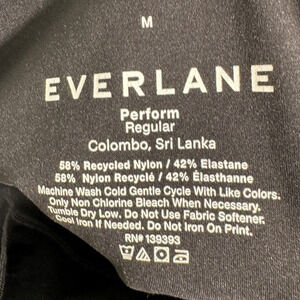 M
EVERLANE
Perform
Regular
Colombo, Sri Lanka
58% Recycled Nylon / 42% Elastane
58% Nylon Recyclé / 42% Élasthanne
Machine Wash Cold Gentle Cycle With Like Colors.
Only Non Chlorine Bleach When Necessary.
Tumble Dry Low. Do Not Use Fabric Softener.
Cool Iron If Needed. Do Not Iron On Print.
RN# 139393